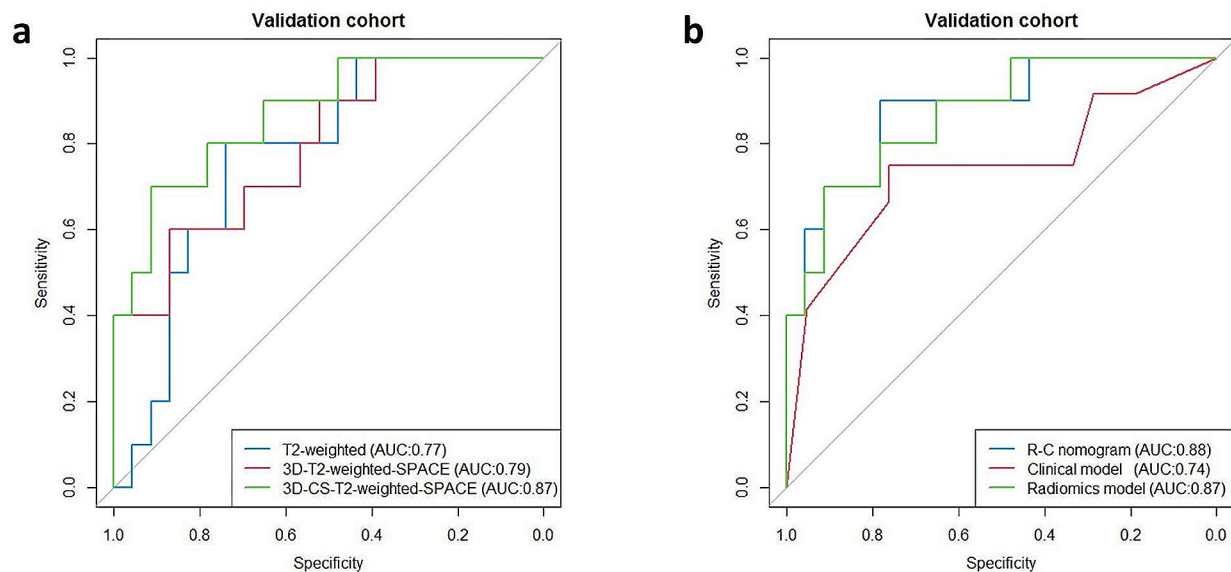 a
Validation cohort
Sensitivity
1.0
0.8
0.6
0.4
0.2
0.0
T2-weighted (AUC:0.77)
3D-T2-weighted-SPACE (AUC:0.79)
3D-CS-T2-weighted-SPACE (AUC:0.87)
1.0 0.8 0.6 0.4 0.2 0.0
Specificity
b
Validation cohort
Sensitivity
1.0
0.8
0.6
0.4
0.2
0.0
R-C nomogram (AUC:0.88)
Clinical model (AUC:0.74)
Radiomics model (AUC:0.87)
1.0 0.8 0.6 0.4 0.2 0.0
Specificity